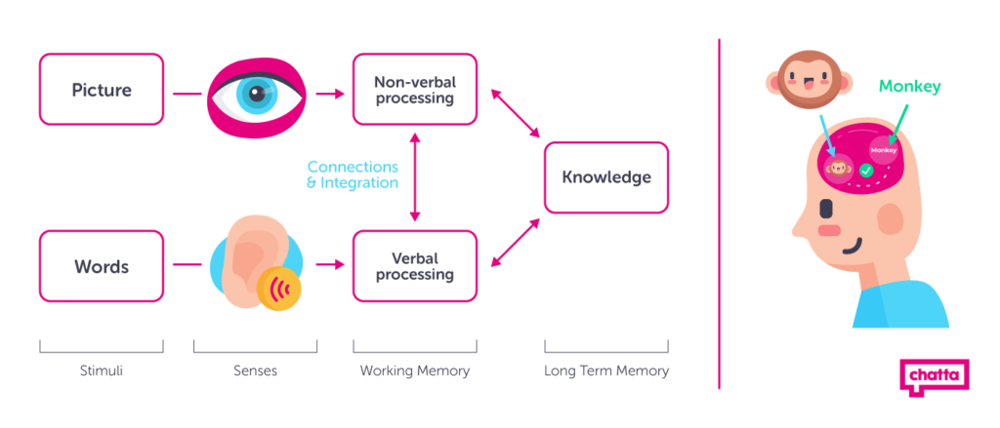 Picture
Non-verbal
processing
Monkey
Monkey
Connections
& Integration
Knowledge
Words
Verbal
processing
Stimuli
Senses
Working Memory
Long Term Memory
chatta